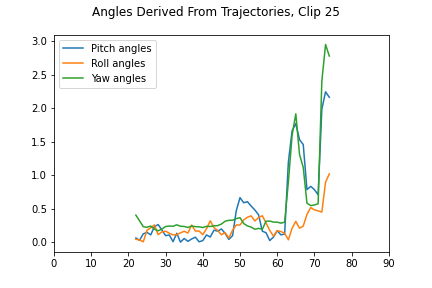 Angles Derived From Trajectories, Clip 25
Pitch angles
Roll angles
Yaw angles
3.0
2.5
2.0
1.5
1.0
0.5
0.0
0 10 20 30 40 50 60 70 80 90